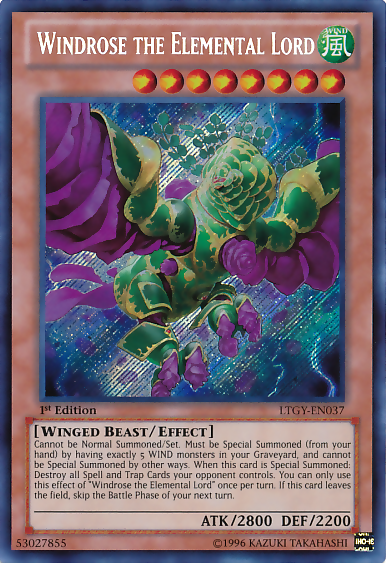 WINDROSE THE ELEMENTAL LORD
WIND
風
1st Edition
LTGY-EN037
[WINGED BEAST/EFFECT]
Cannot be Normal Summoned/Set. Must be Special Summoned (from your
hand) by having exactly 5 WIND monsters in your Graveyard, and cannot
be Special Summoned by other ways. When this card is Special Summoned:
Destroy all Spell and Trap Cards your opponent controls. You can only use
this effect of "Windrose the Elemental Lord" once per turn. If this card leaves
the field, skip the Battle Phase of your next turn.
ATK/2800 DEF/2200
53027855
©1996 KAZUKI TAKAHASHI